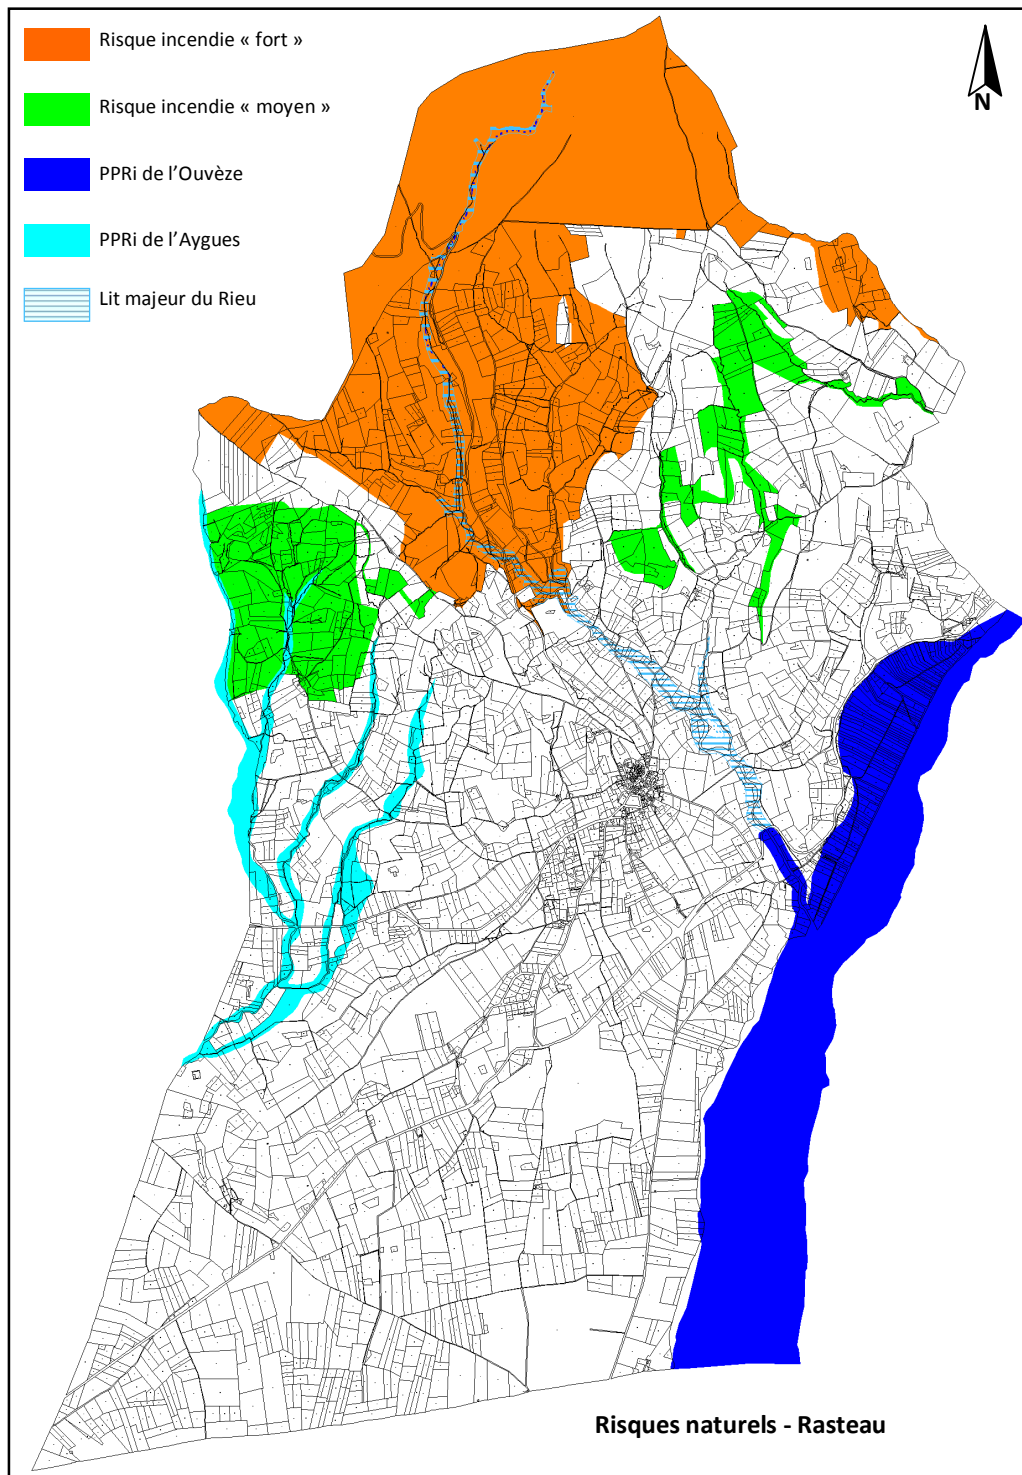 Risque incendie « fort »
Risque incendie « moyen »
PPRi de l’Ouvèze
PPRi de l’Aygues
Lit majeur du Rieu
N
Risques naturels - Rasteau